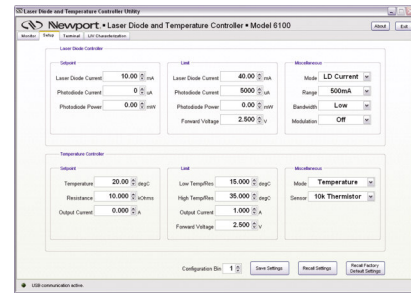 Laser Diode and Temperature Controller Utility
Newport. • Laser Diode and Temperature Controller • Model 6100
About Exit
Monitor Setup Terminal L/I/V Characterization
Laser Diode Controller
Setpoint
Laser Diode Current 10.00 mA
Photodiode Current 0 uA
Photodiode Power 0.00 mW
Limit
Laser Diode Current 40.00 mA
Photodiode Current 5000 uA
Photodiode Power 0.00 mW
Forward Voltage 2.500 V
Miscellaneous
Mode LD Current
Range 500mA
Bandwidth Low
Modulation Off
Temperature Controller
Setpoint
Temperature 20.00 degC
Resistance 10.000 kOhms
Output Current 0.000 A
Limit
Low Temp/Res 15.000 degC
High Temp/Res 35.000 degC
Output Current 1.000 A
Forward Voltage 2.500 V
Miscellaneous
Mode Temperature
Sensor 10k Thermistor
Configuration Bin 1 Save Settings Recall Settings Recall Factory
Default Settings
USB communication active.